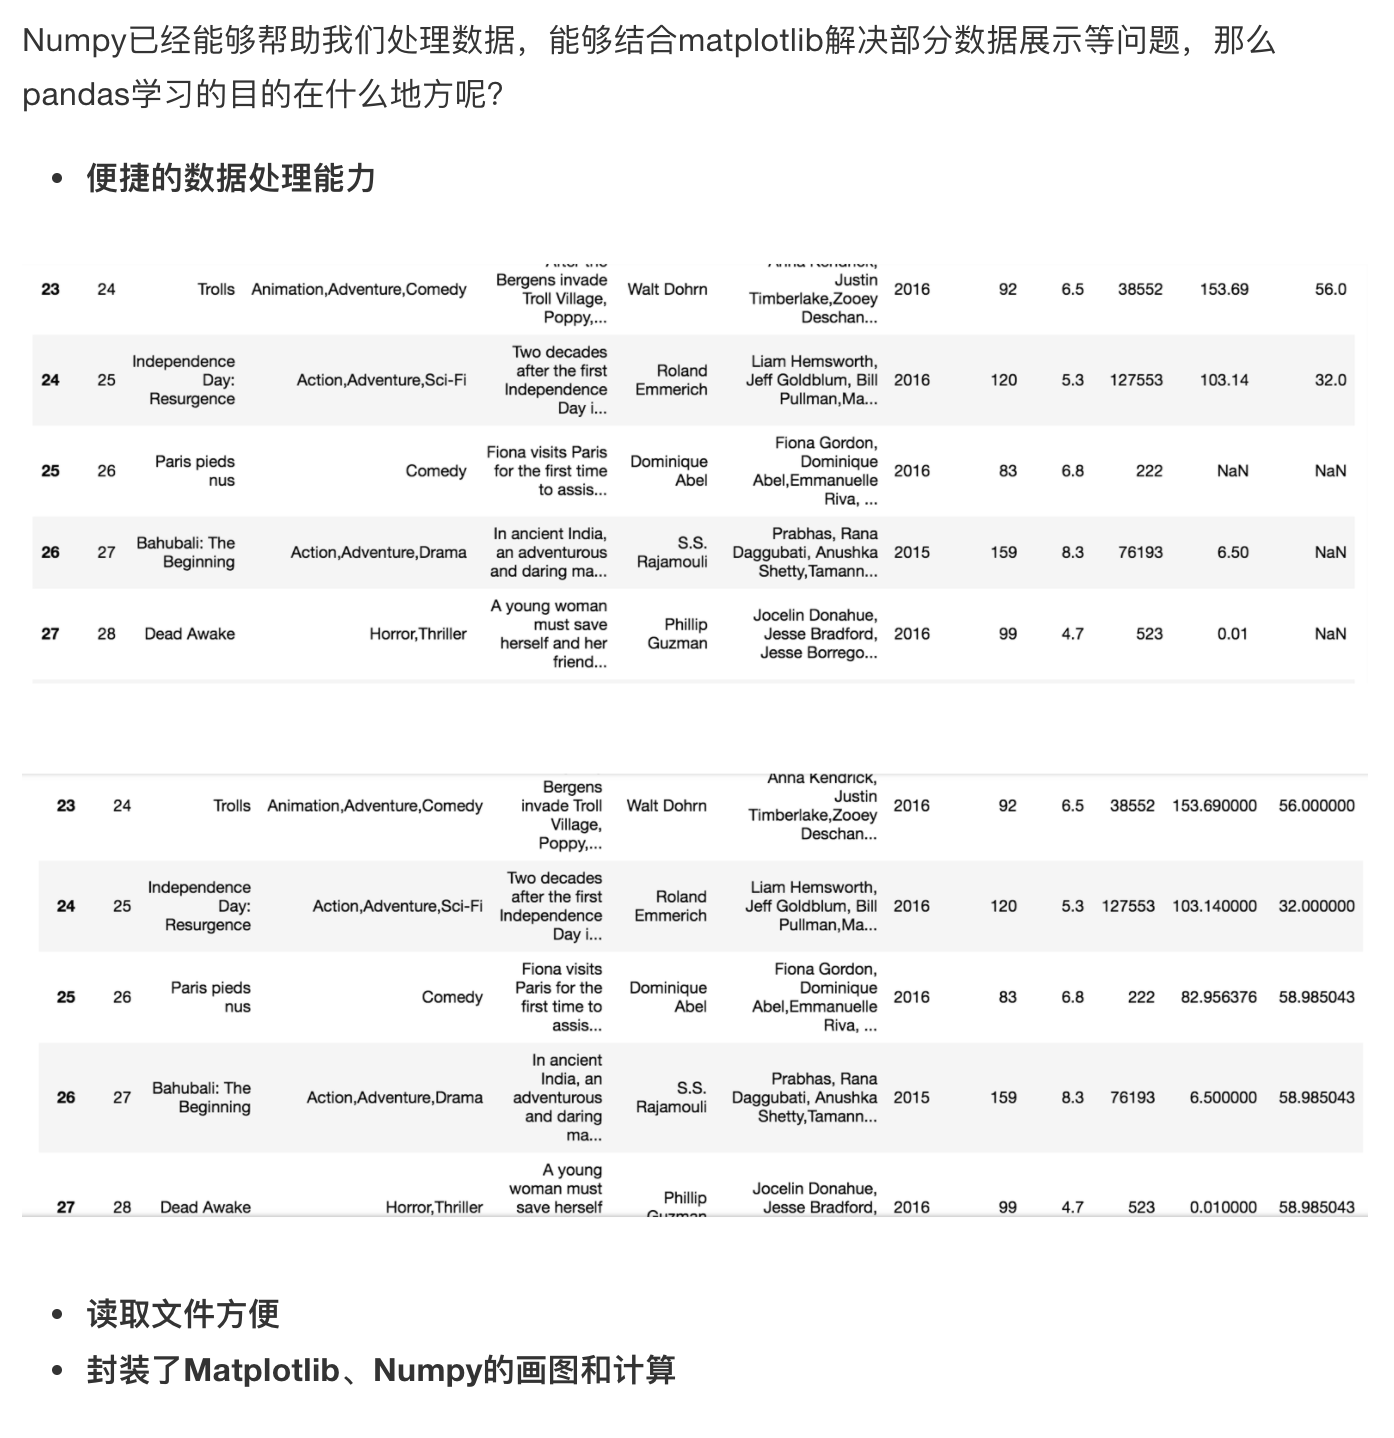 Numpy已经能够帮助我们处理数据，能够结合matplotlib解决部分数据展示等问题，那么
pandas学习的目的在什么地方呢？
• 便捷的数据处理能力
23 24 Trolls Animation,Adventure,Comedy After the Bergens invade Troll Village, Poppy,... Walt Dohrn Anna Kendrick, Justin Timberlake,Zooey Deschan... 2016 92 6.5 38552 153.69 56.0
24 25 Independence Day: Resurgence Action,Adventure,Sci-Fi Two decades after the first Independence Day i... Roland Emmerich Liam Hemsworth, Jeff Goldblum, Bill Pullman,Ma... 2016 120 5.3 127553 103.14 32.0
25 26 Paris pieds nus Comedy Fiona visits Paris for the first time to assis... Dominique Abel Fiona Gordon, Dominique Abel,Emmanuelle Riva, ... 2016 83 6.8 222 NaN NaN
26 27 Bahubali: The Beginning Action,Adventure,Drama In ancient India, an adventurous and daring ma... S.S. Rajamouli Prabhas, Rana Daggubati, Anushka Shetty,Tamann... 2015 159 8.3 76193 6.50 NaN
27 28 Dead Awake Horror,Thriller A young woman must save herself and her friend... Phillip Guzman Jocelin Donahue, Jesse Bradford, Jesse Borrego... 2016 99 4.7 523 0.01 NaN
23 24 Trolls Animation,Adventure,Comedy Bergens invade Troll Village, Poppy,... Walt Dohrn Anna Kendrick, Justin Timberlake,Zooey Deschan... 2016 92 6.5 38552 153.690000 56.000000
24 25 Independence Day: Resurgence Action,Adventure,Sci-Fi Two decades after the first Independence Day i... Roland Emmerich Liam Hemsworth, Jeff Goldblum, Bill Pullman,Ma... 2016 120 5.3 127553 103.140000 32.000000
25 26 Paris pieds nus Comedy Fiona visits Paris for the first time to assis... Dominique Abel Fiona Gordon, Dominique Abel,Emmanuelle Riva, ... 2016 83 6.8 222 82.956376 58.985043
26 27 Bahubali: The Beginning Action,Adventure,Drama In ancient India, an adventurous and daring ma... S.S. Rajamouli Prabhas, Rana Daggubati, Anushka Shetty,Tamann... 2015 159 8.3 76193 6.500000 58.985043
27 28 Dead Awake Horror,Thriller A young woman must save herself Phillip Guzman Jocelin Donahue, Jesse Bradford, 2016 99 4.7 523 0.010000 58.985043
• 读取文件方便
• 封装了Matplotlib、Numpy的画图和计算